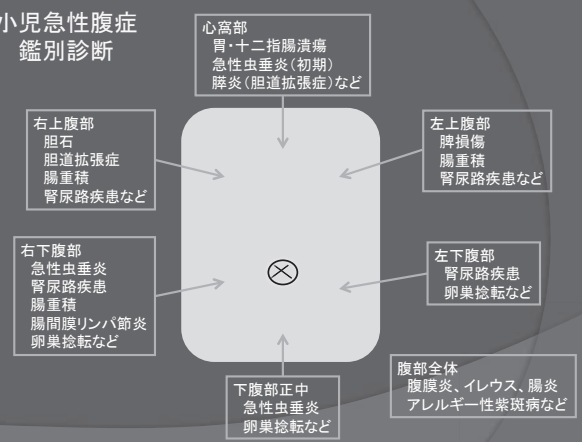 小児急性腹症
鑑別診断
心窩部
胃・十二指腸潰瘍
急性虫垂炎(初期)
膵炎(胆道拡張症)など
右上腹部
胆石
胆道拡張症
腸重積
腎尿路疾患など
左上腹部
脾損傷
腸重積
腎尿路疾患など
右下腹部
急性虫垂炎
腎尿路疾患
腸重積
腸間膜リンパ節炎
卵巣捻転など
左下腹部
腎尿路疾患
卵巣捻転など
下腹部正中
急性虫垂炎
卵巣捻転など
腹部全体
腹膜炎、イレウス、腸炎
アレルギー性紫斑病など